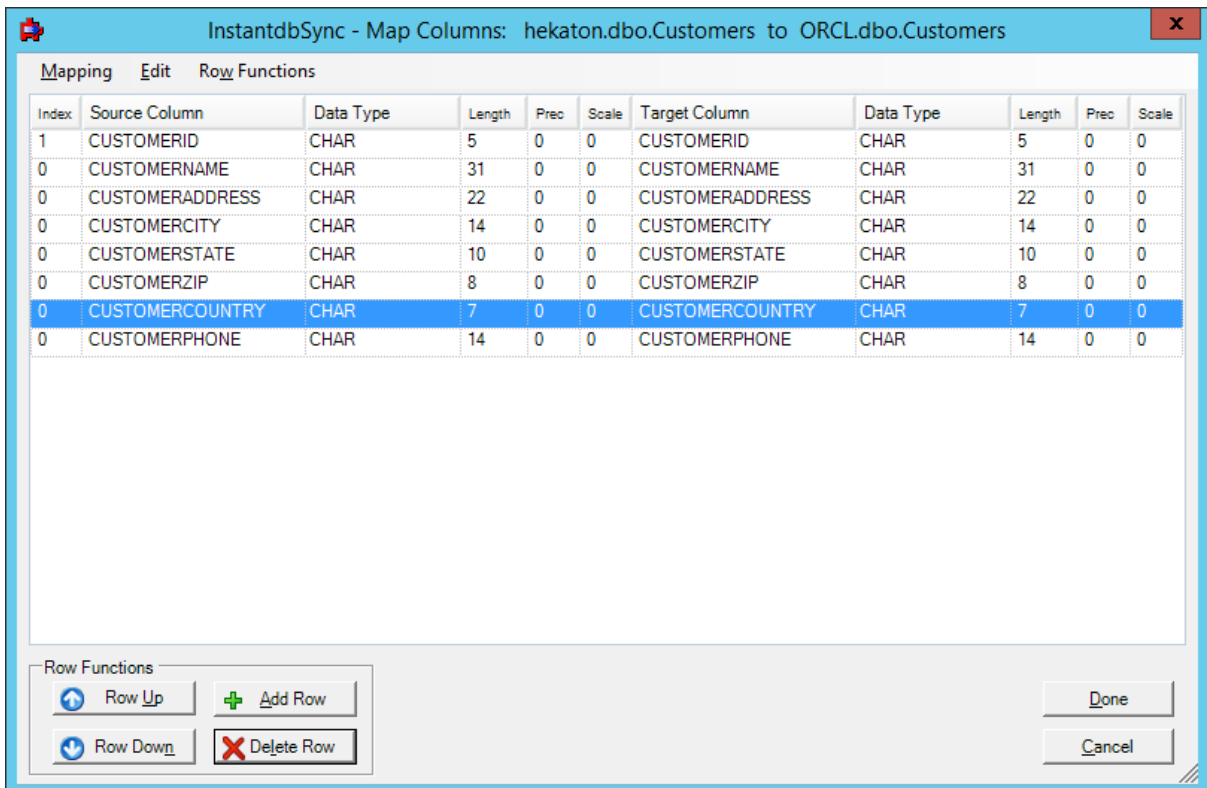 InstantdbSync - Map Columns: hekaton.dbo.Customers to ORCL.dbo.Customers
x
Mapping Edit Row Functions
Index Source Column Data Type Length Prec Scale Target Column Data Type Length Prec Scale
1 CUSTOMERID CHAR 5 0 0 CUSTOMERID CHAR 5 0 0
0 CUSTOMERNAME CHAR 31 0 0 CUSTOMERNAME CHAR 31 0 0
0 CUSTOMERADDRESS CHAR 22 0 0 CUSTOMERADDRESS CHAR 22 0 0
0 CUSTOMERCITY CHAR 14 0 0 CUSTOMERCITY CHAR 14 0 0
0 CUSTOMERSTATE CHAR 10 0 0 CUSTOMERSTATE CHAR 10 0 0
0 CUSTOMERZIP CHAR 8 0 0 CUSTOMERZIP CHAR 8 0 0
0 CUSTOMERCOUNTRY CHAR 7 0 0 CUSTOMERCOUNTRY CHAR 7 0 0
0 CUSTOMERPHONE CHAR 14 0 0 CUSTOMERPHONE CHAR 14 0 0
Row Functions
Row Up Add Row Done
Row Down Delete Row Cancel